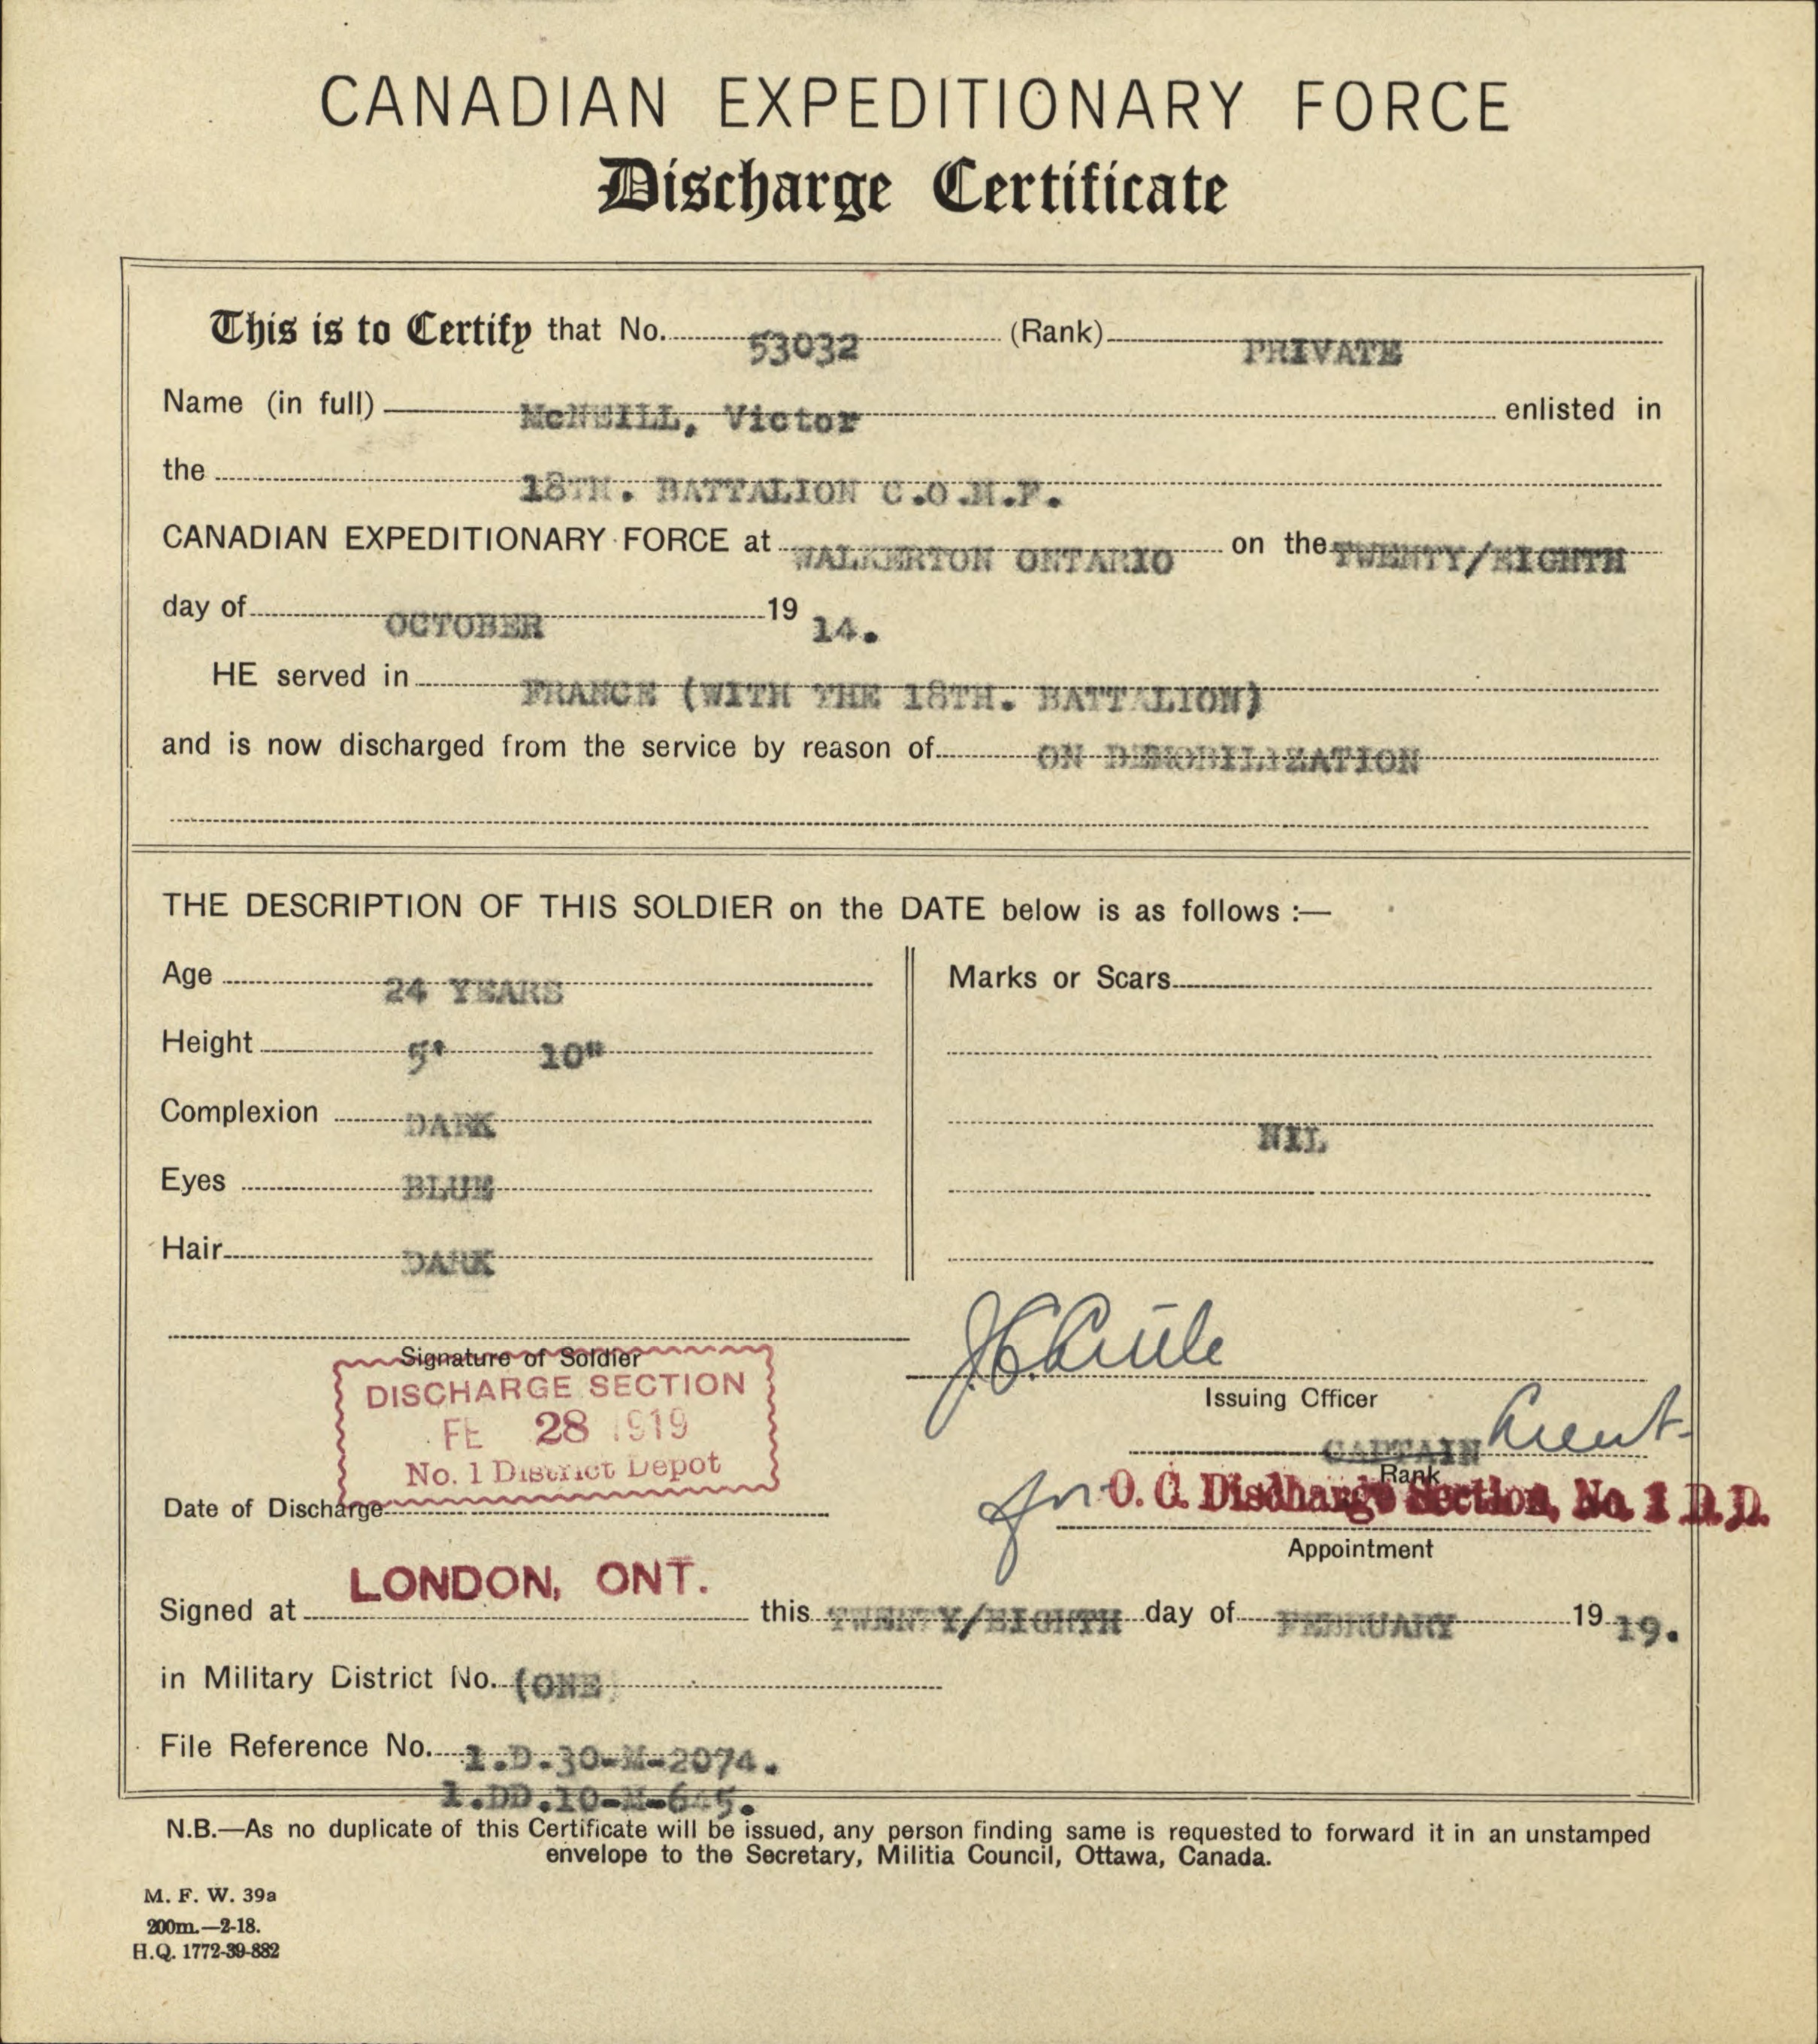 CANADIAN EXPEDITIONARY FORCE
Discharge Certificate
This is to Certify that No. 53032 (Rank) PRIVATE
Name (in full) McNEILL, Victor enlisted in
the 18TH. BATTALION C.O.M.F.
CANADIAN EXPEDITIONARY FORCE at WALKERTON ONTARIO on the TWENTY/EIGHTH
day of OCTOBER 19 14.
HE served in FRANCE (WITH THE 18TH. BATTALION)
and is now discharged from the service by reason of ON DEMOBILIZATION
THE DESCRIPTION OF THIS SOLDIER on the DATE below is as follows :—
Age 24 YEARS Marks or Scars
Height 5' 10"
Complexion DARK NIL
Eyes BLUE
Hair DARK
Signature of Soldier
DISCHARGE SECTION
FE 28 1919
No. 1 District Depot
Date of Discharge
Issuing Officer
CAPTAIN
Rank
for O. C. Discharge Section, No. 1 D.D.
Appointment
LONDON, ONT.
Signed at this TWENTY/EIGHTH day of FEBRUARY 19 19.
in Military District No. (ONE)
File Reference No. 1.D.30-M-2074.
1.DD.10-M-645.
N.B.—As no duplicate of this Certificate will be issued, any person finding same is requested to forward it in an unstamped
envelope to the Secretary, Militia Council, Ottawa, Canada.
M. F. W. 39a
200m.—2-18.
H.Q. 1772-39-882